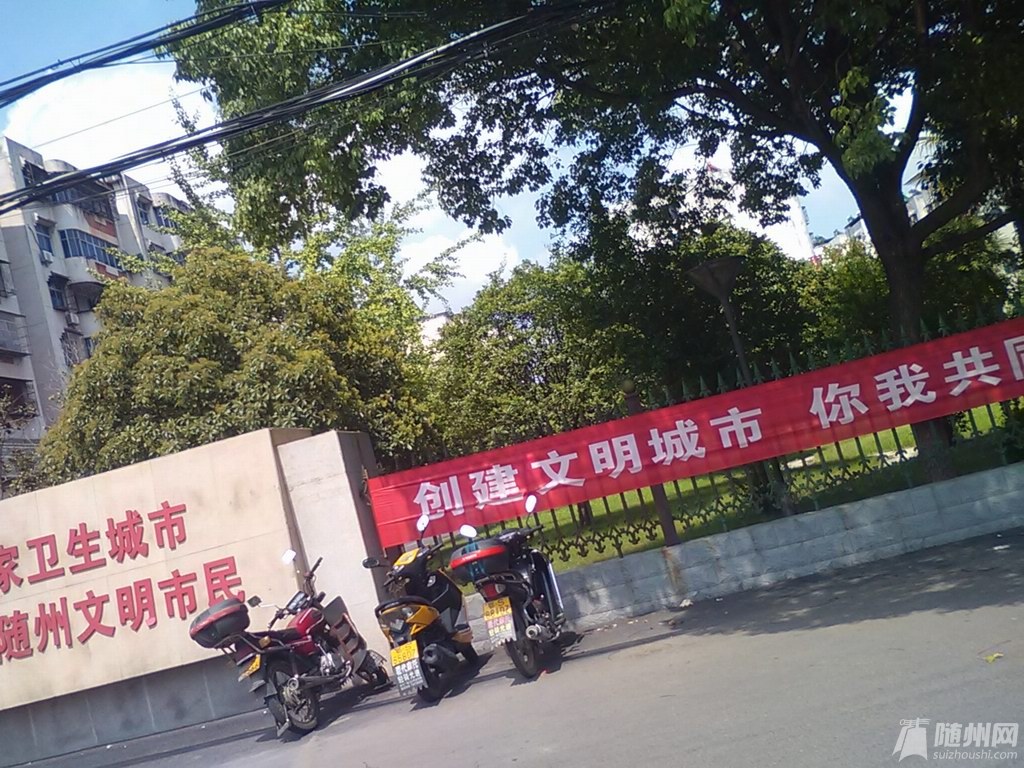 家卫生城市
随州文明市民
创建文明城市 你我共同
随州网
suizhoushi.com